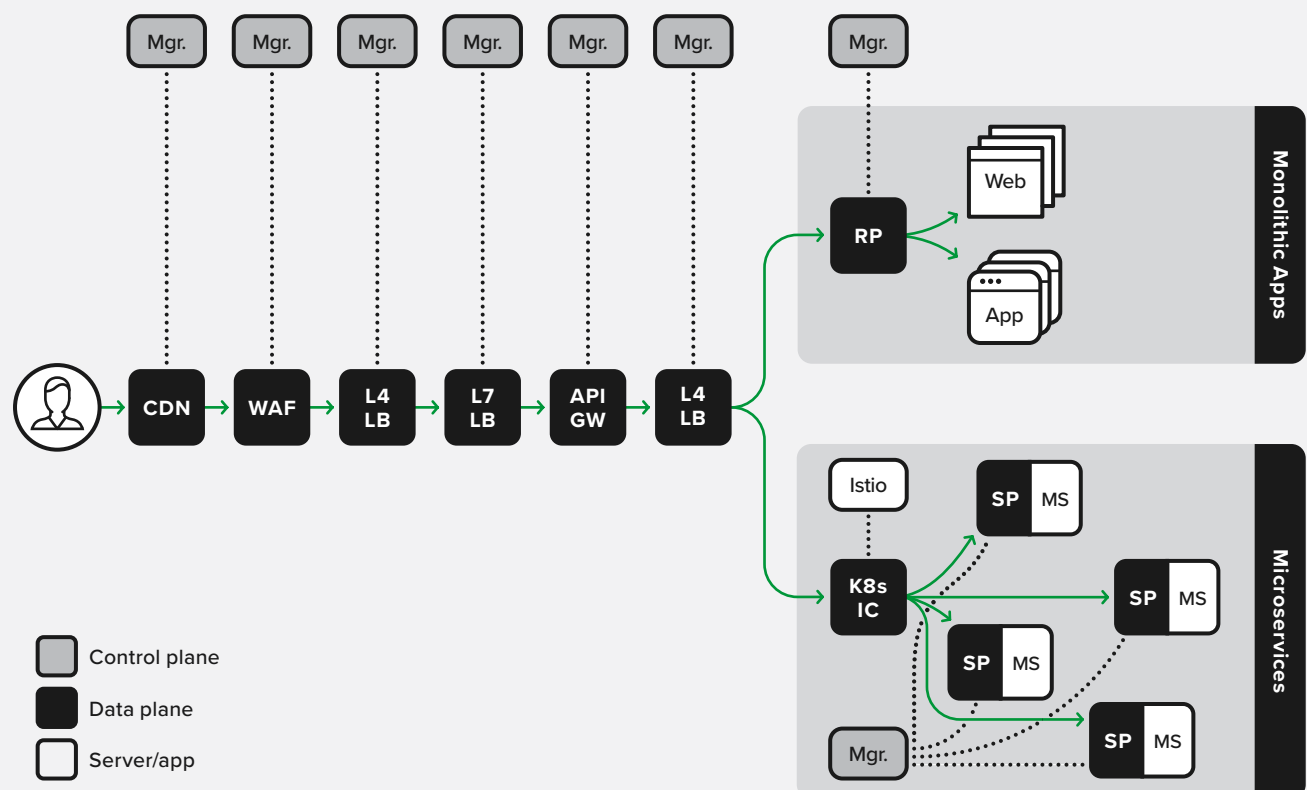 Mgr.
Mgr.
Mgr.
Mgr.
Mgr.
Mgr.
Mgr.
Monolithic Apps
Web
RP
App
CDN
WAF
L4
LB
L7
LB
API
GW
L4
LB
Microservices
Istio
SP
MS
K8s
IC
SP
MS
SP
MS
SP
MS
Mgr.
Control plane
Data plane
Server/app